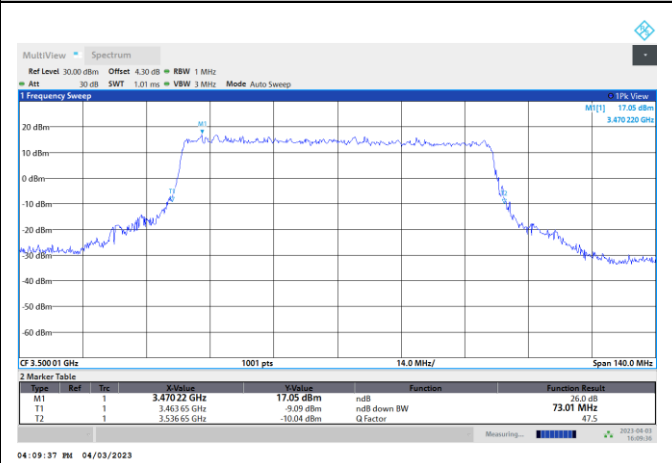 MultiView Spectrum
Ref Level 30.00 dBm Offset 4.30 dB RBW 1 MHz
Att 30 dB SWT 1.01 ms VBW 3 MHz Mode Auto Sweep
1 Frequency Sweep 1Pk View
M1[1] 17.05 dBm
3.470 220 GHz
M1
20 dBm
10 dBm
0 dBm
T1
-10 dBm
-20 dBm
-30 dBm
-40 dBm
-50 dBm
-60 dBm
CF 3.500 01 GHz 1001 pts 14.0 MHz/ Span 140.0 MHz
2 Marker Table
Type Ref Trc X-Value Y-Value Function Function Result
M1 1 3.470 22 GHz 17.05 dBm ndB 26.0 dB
T1 1 3.463 65 GHz -9.09 dBm ndB down BW 73.01 MHz
T2 1 3.536 65 GHz -10.04 dBm Q Factor 47.5
Measuring... 2023-04-03
16:09:36
04:09:37 PM 04/03/2023